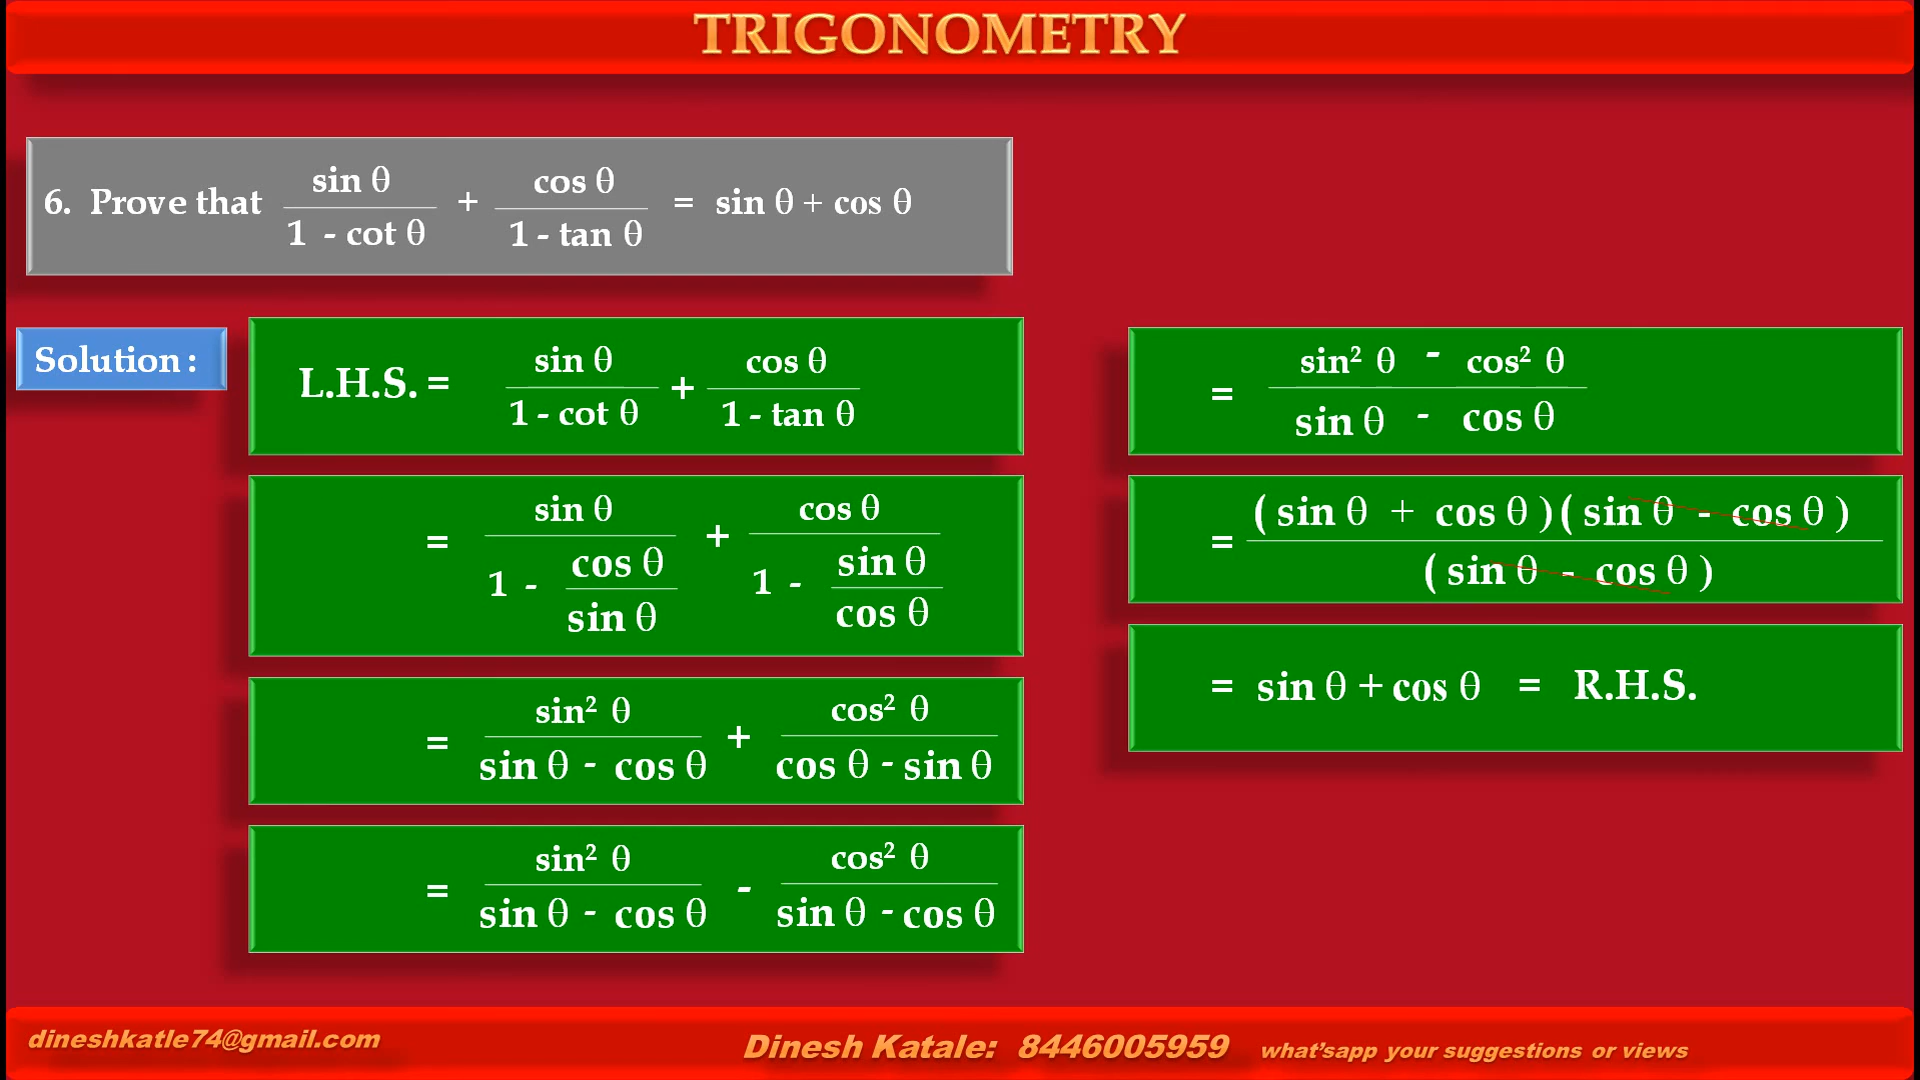 TRIGONOMETRY
6. Prove that sin θ / 1 - cot θ + cos θ / 1 - tan θ = sin θ + cos θ
Solution :
L.H.S. = sin θ / 1 - cot θ + cos θ / 1 - tan θ
= sin θ / 1 - cos θ / sin θ + cos θ / 1 - sin θ / cos θ
= sin² θ / sin θ - cos θ + cos² θ / cos θ - sin θ
= sin² θ / sin θ - cos θ - cos² θ / sin θ - cos θ
= sin² θ - cos² θ / sin θ - cos θ
= ( sin θ + cos θ ) ( sin θ - cos θ ) / ( sin θ - cos θ )
= sin θ + cos θ = R.H.S.
dineshkatle74@gmail.com
Dinesh Katale: 8446005959 what'sapp your suggestions or views